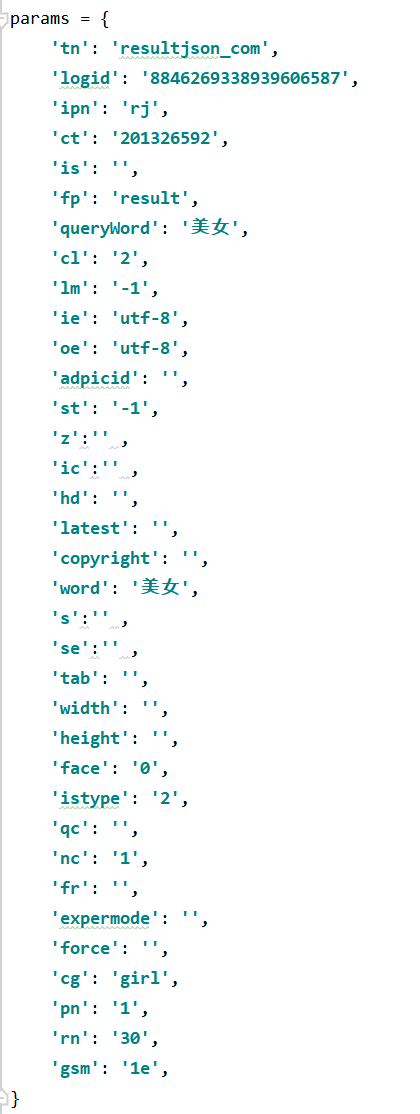 params = {
'tn': 'resultjson_com',
'logid': '8846269338939606587',
'ipn': 'rj',
'ct': '201326592',
'is': '',
'fp': 'result',
'queryWord': '美女',
'cl': '2',
'lm': '-1',
'ie': 'utf-8',
'oe': 'utf-8',
'adpicid': '',
'st': '-1',
'z':'' ,
'ic':'' ,
'hd': '',
'latest': '',
'copyright': '',
'word': '美女',
's':'' ,
'se':'' ,
'tab': '',
'width': '',
'height': '',
'face': '0',
'istype': '2',
'qc': '',
'nc': '1',
'fr': '',
'expermode': '',
'force': '',
'cg': 'girl',
'pn': '1',
'rn': '30',
'gsm': '1e',
}